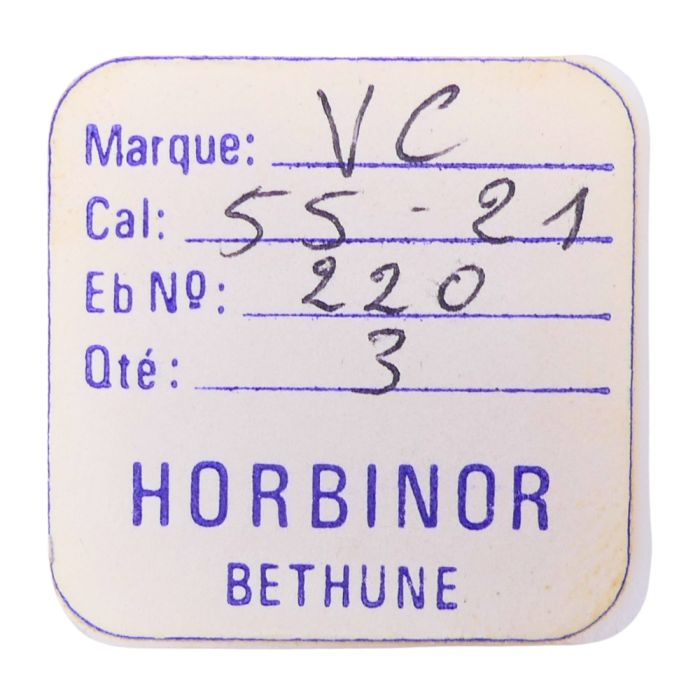 Marque: VC
Cal: 55-21
Eb Nº: 220
Qté: 3
HORBINOR
BETHUNE